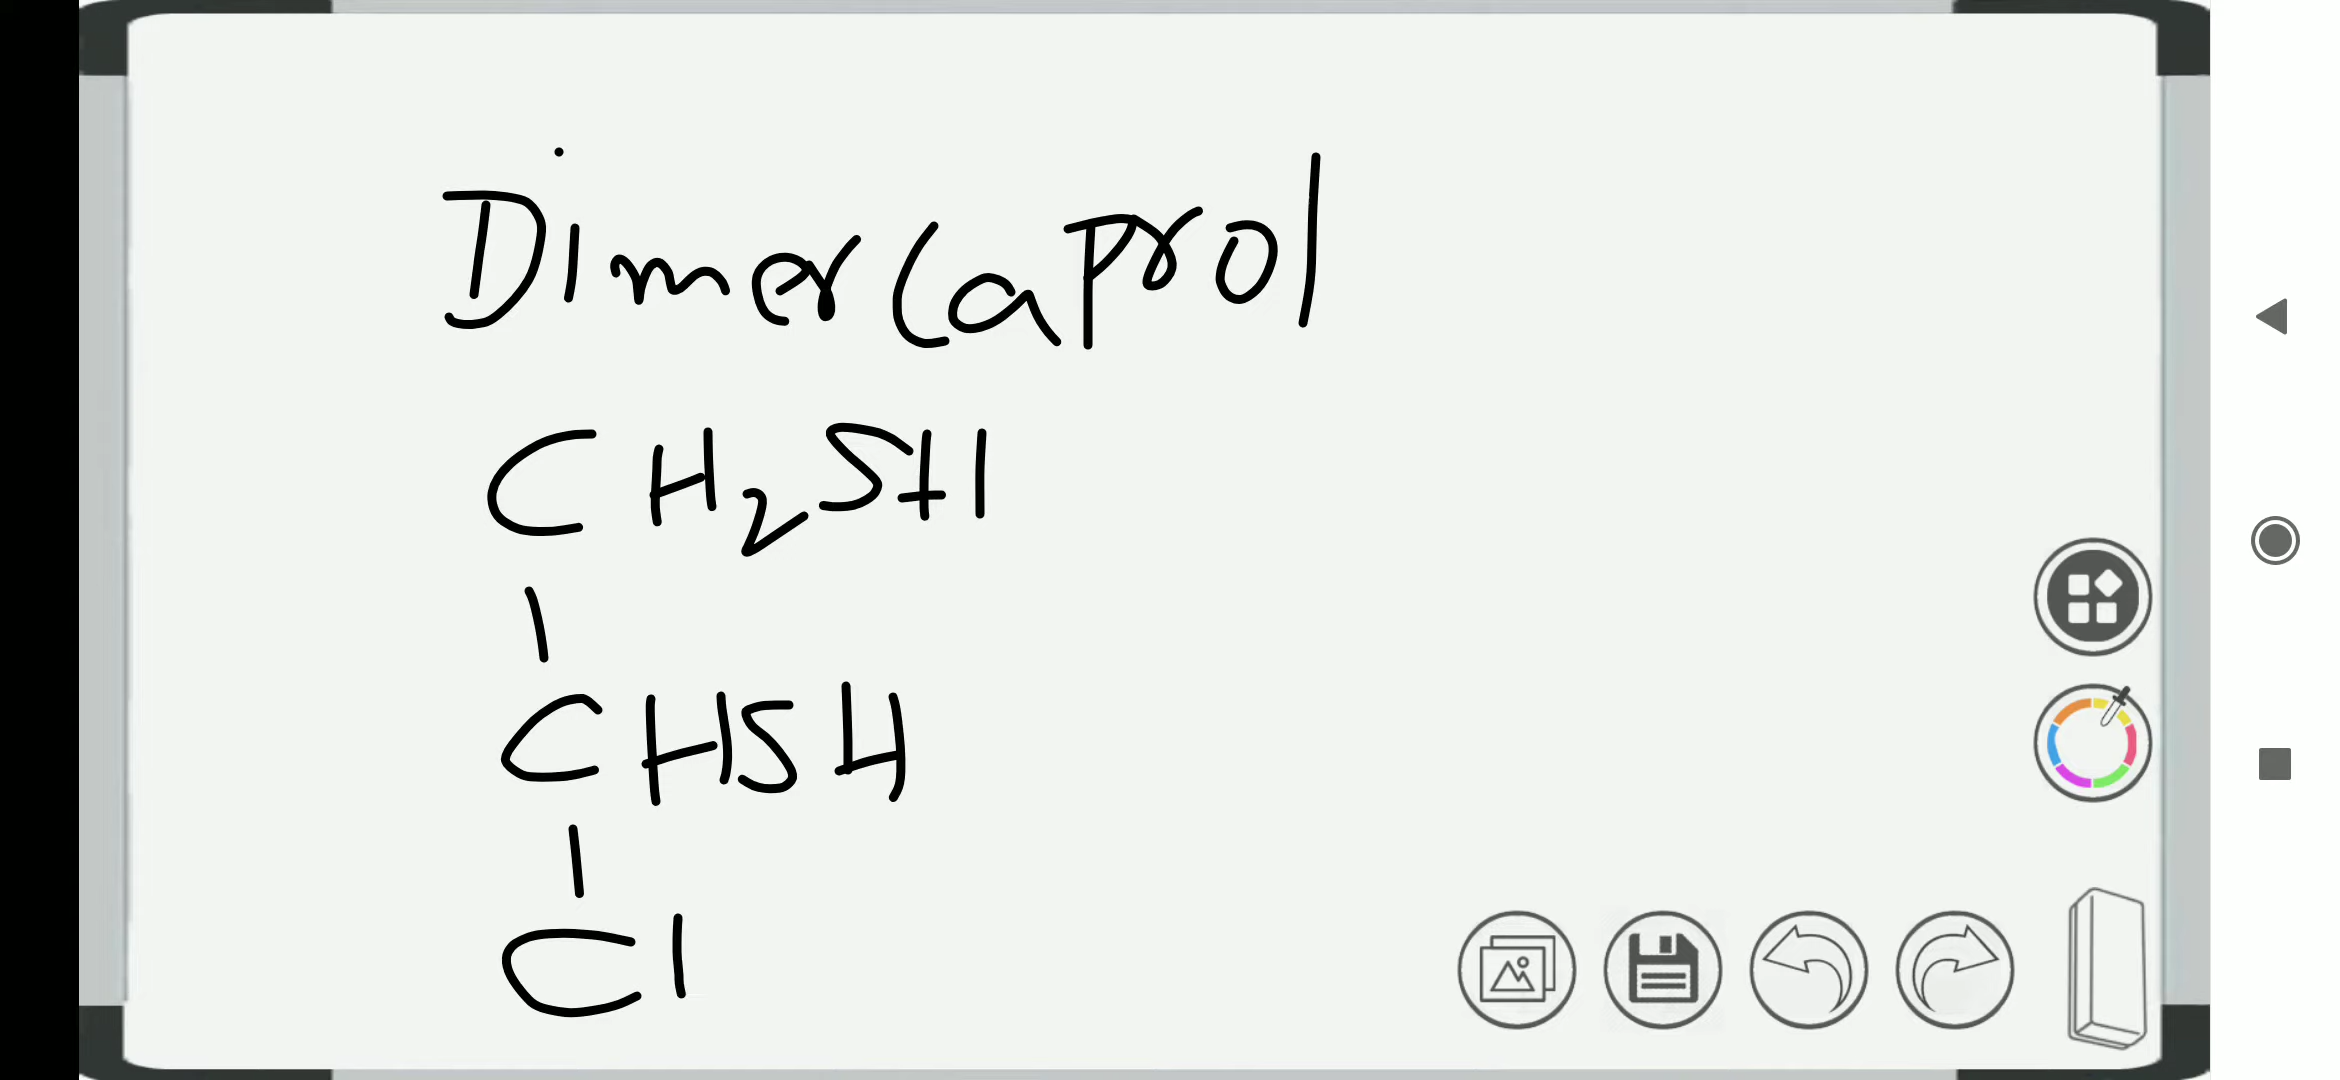 Dimercaprol
CH2SH
|
CHSH
|
Cl